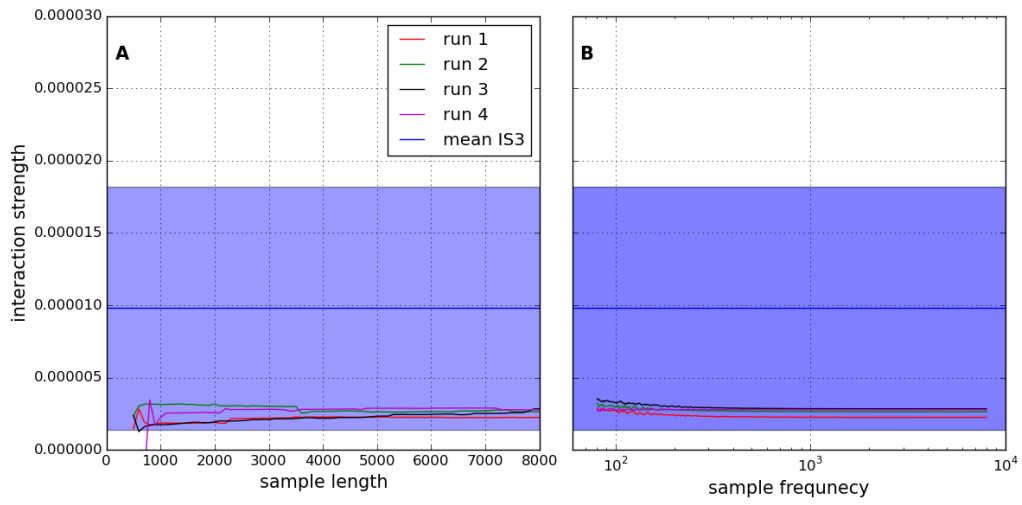 0.000030
0.000025
0.000020
0.000015
0.000010
0.000005
0.000000
interaction strength
A
run 1
run 2
run 3
run 4
mean IS3
0 1000 2000 3000 4000 5000 6000 7000 8000
sample length
B
10² 10³ 10⁴
sample frequnecy